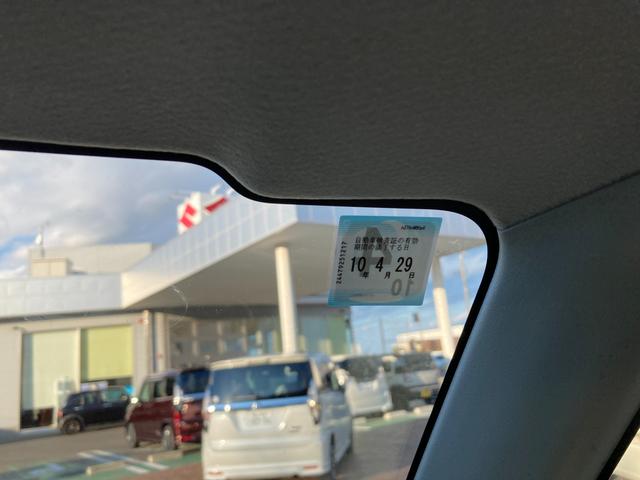 自動車検査証の有効
期間の満了する日
10 4 29
年 月 日
24470251217